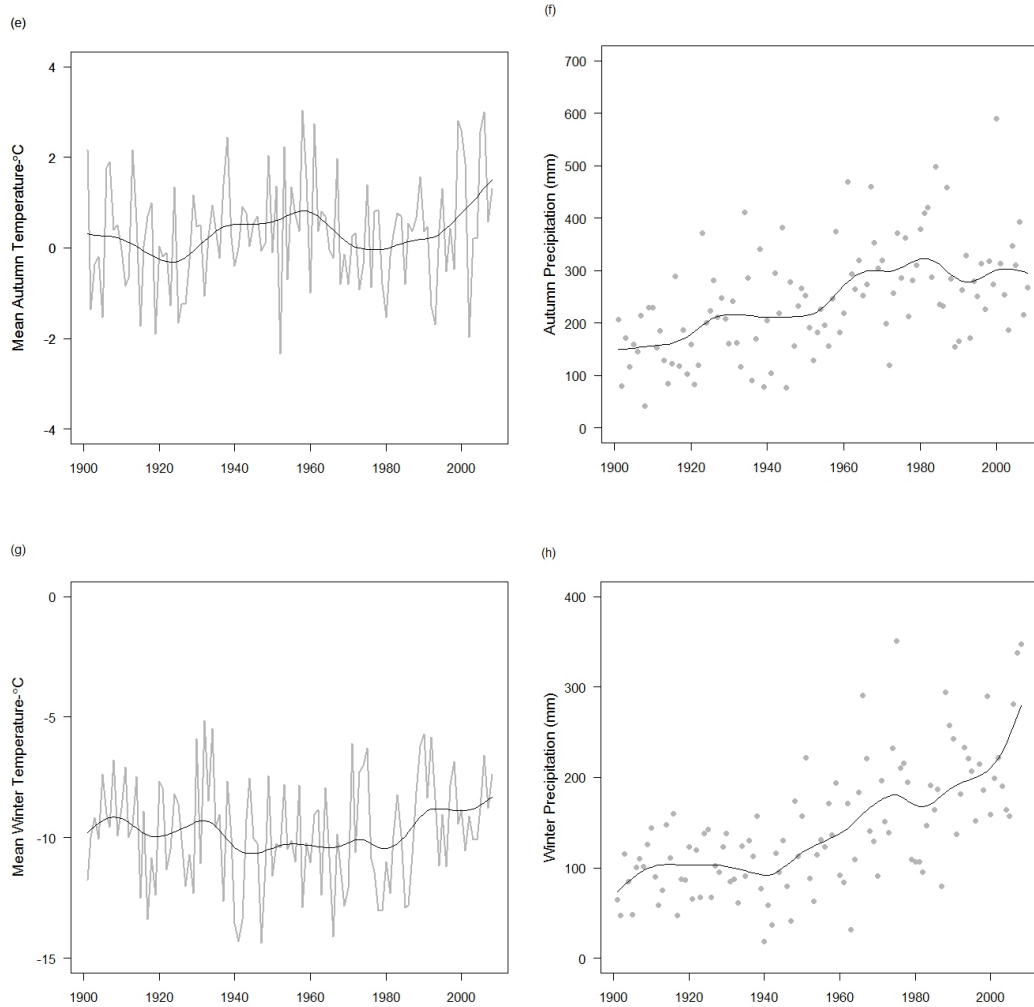 (e)
4
2
0
-2
-4
Mean Autumn Temperature-°C
1900 1920 1940 1960 1980 2000
(f)
700
600
500
400
300
200
100
0
Autumn Precipitation (mm)
1900 1920 1940 1960 1980 2000
(g)
0
-5
-10
-15
Mean Winter Temperature-°C
1900 1920 1940 1960 1980 2000
(h)
400
300
200
100
0
Winter Precipitation (mm)
1900 1920 1940 1960 1980 2000